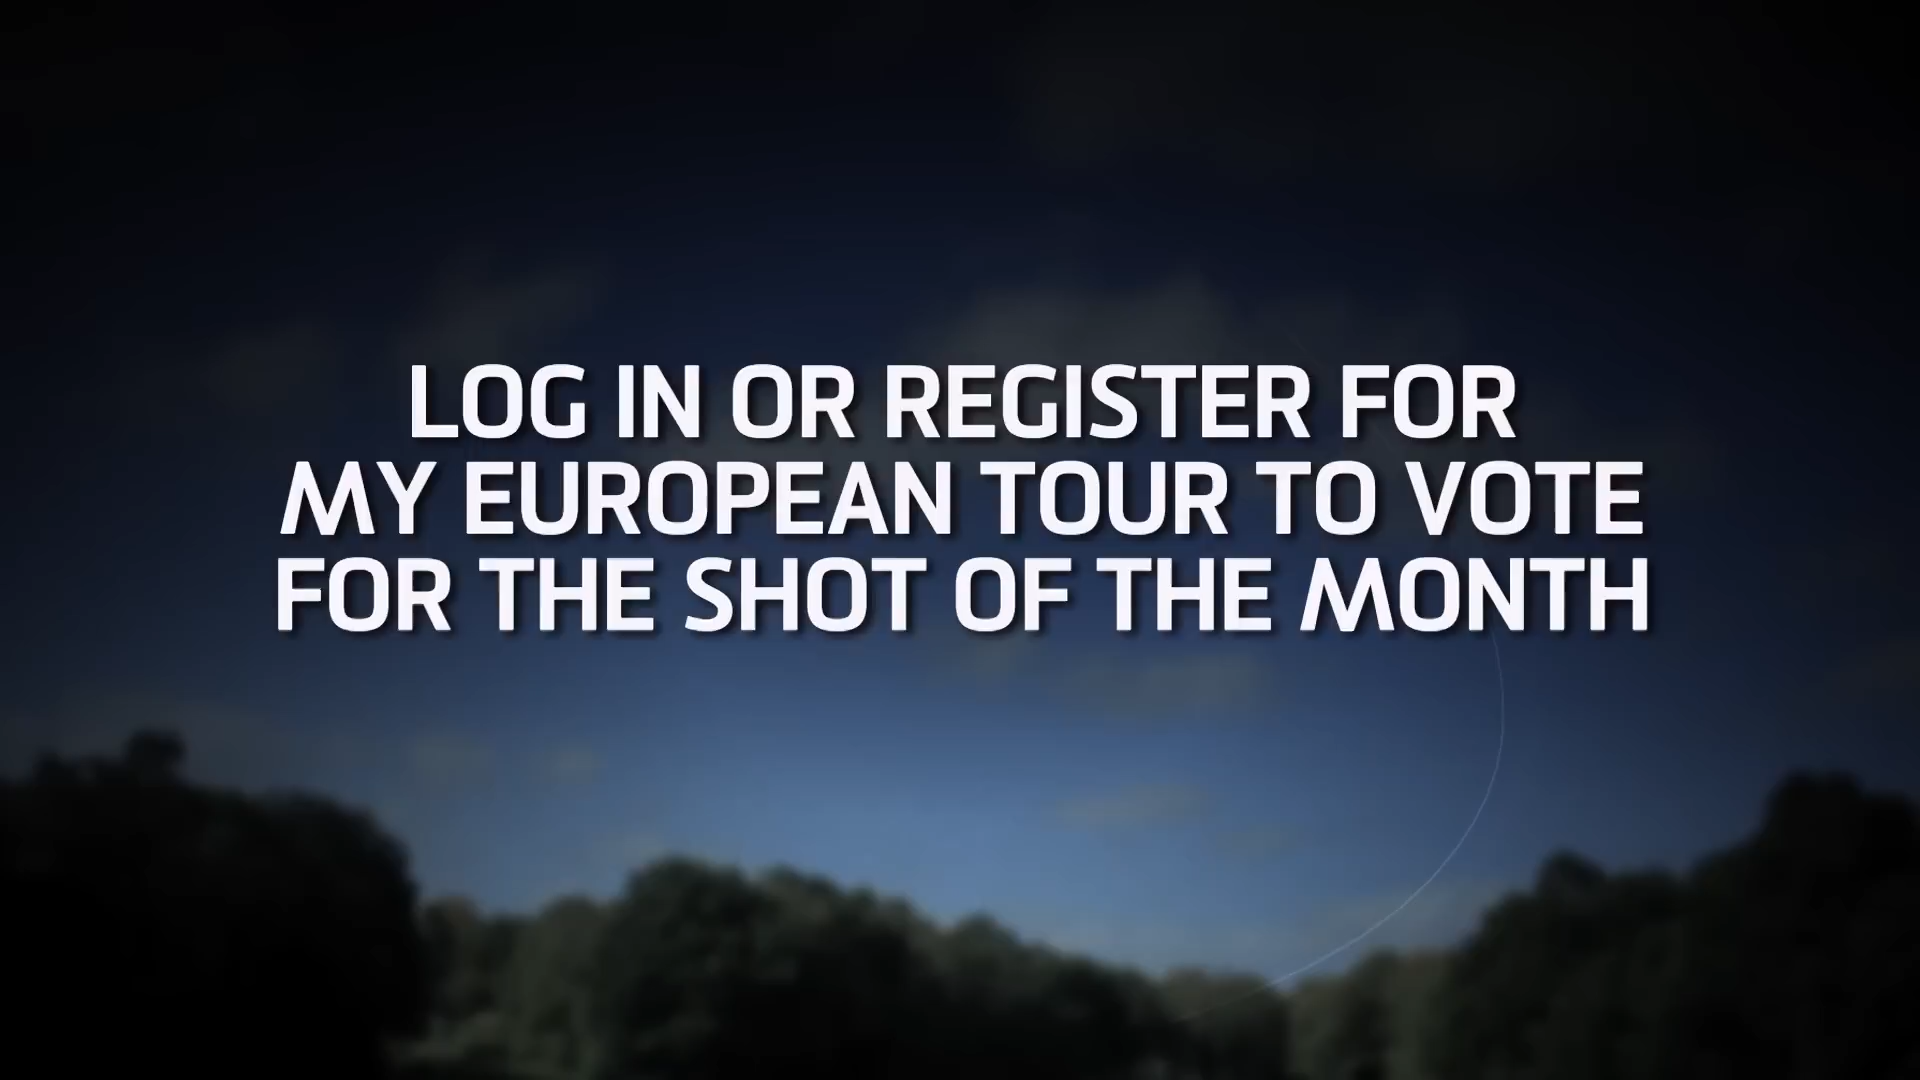 LOG IN OR REGISTER FOR
MY EUROPEAN TOUR TO VOTE
FOR THE SHOT OF THE MONTH